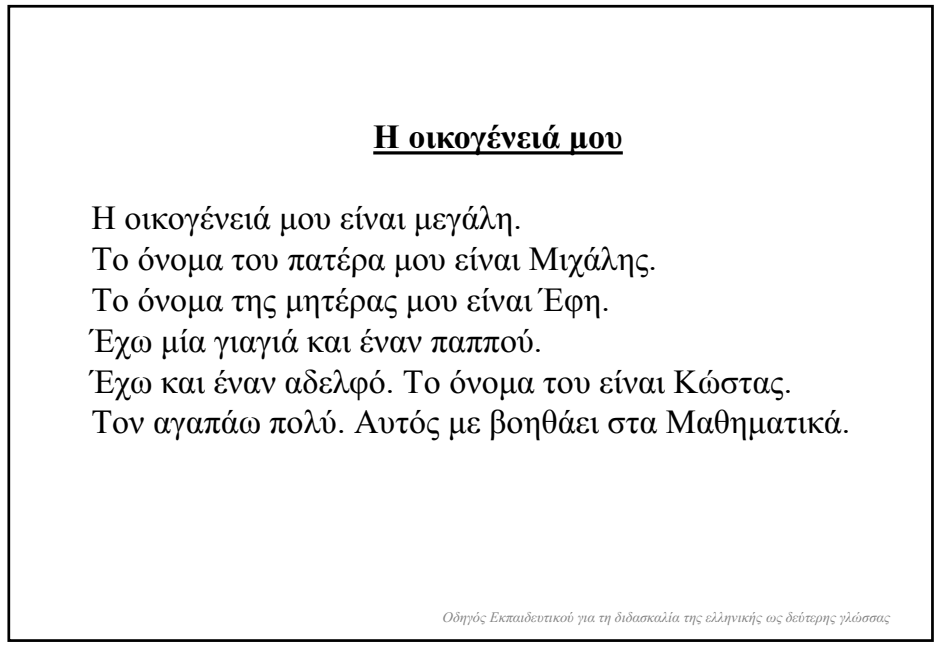 Η οικογένειά μου
Η οικογένειά μου είναι μεγάλη.
Το όνομα του πατέρα μου είναι Μιχάλης.
Το όνομα της μητέρας μου είναι Έφη.
Έχω μία γιαγιά και έναν παππού.
Έχω και έναν αδελφό. Το όνομα του είναι Κώστας.
Τον αγαπάω πολύ. Αυτός με βοηθάει στα Μαθηματικά.
Οδηγός Εκπαιδευτικού για τη διδασκαλία της ελληνικής ως δεύτερης γλώσσας